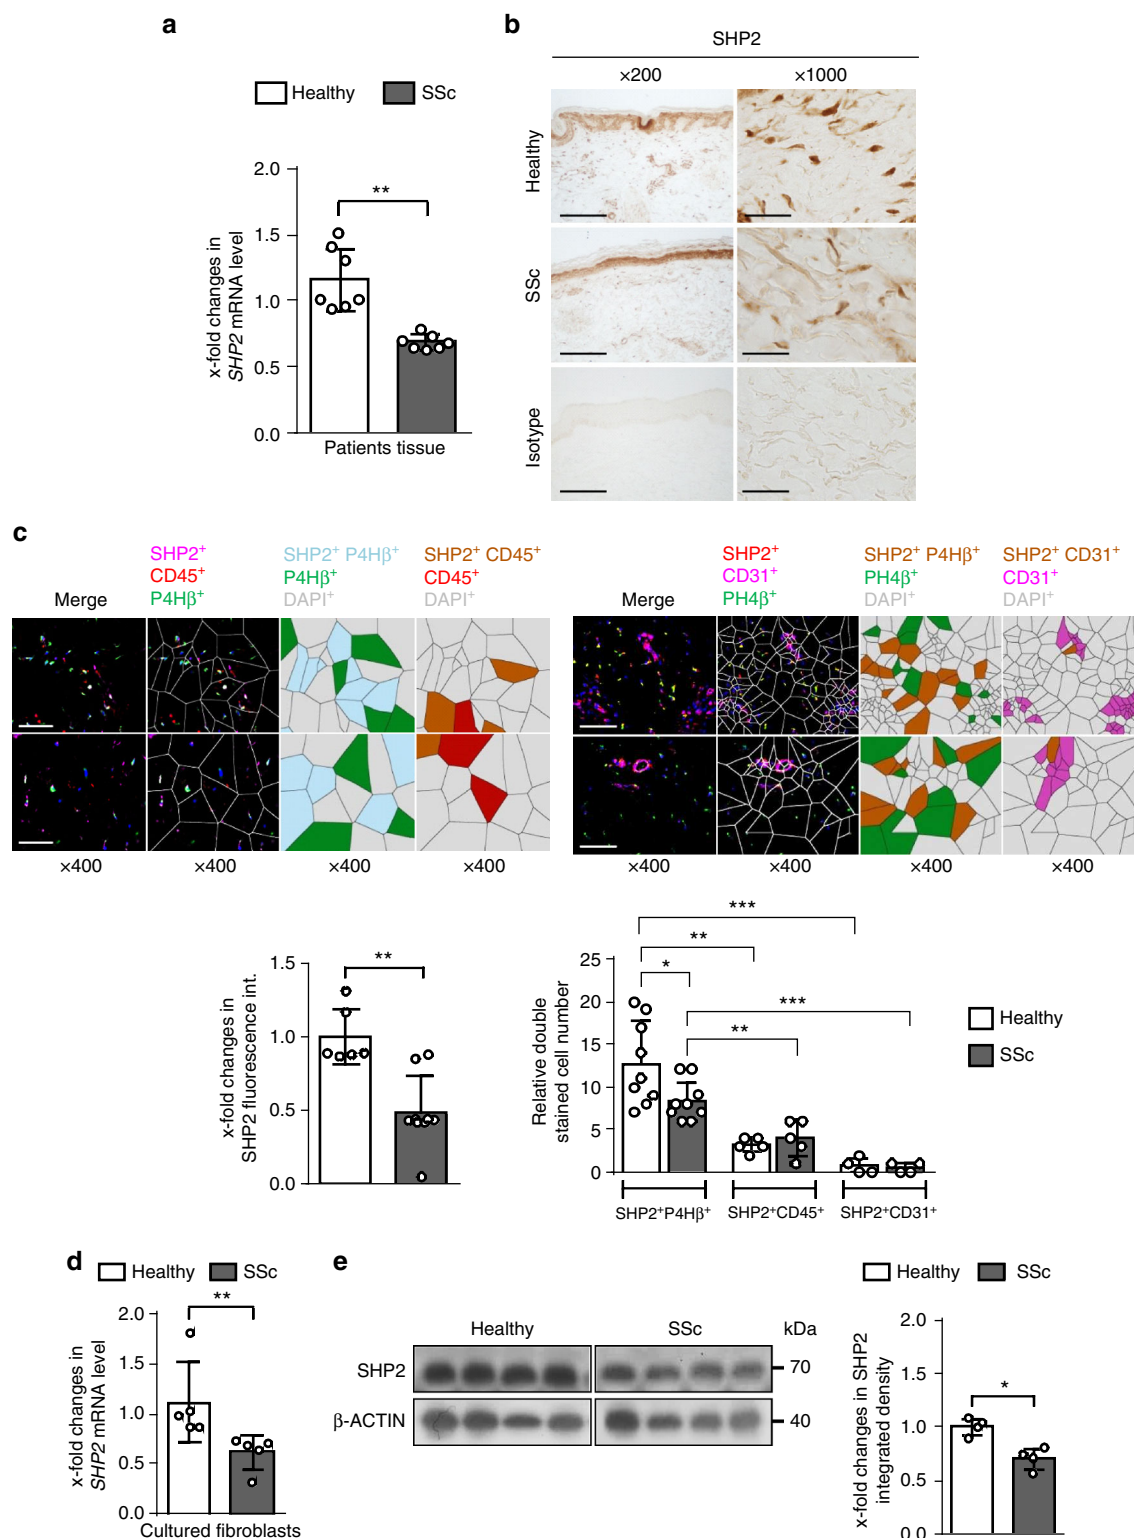 a
Healthy SSc
x-fold changes in
SHP2 mRNA level
2.0
1.5
1.0
0.5
0.0
**
Patients tissue
b
SHP2
×200 ×1000
Healthy
SSc
Isotype
c
Merge
SHP2⁺
CD45⁺
P4Hβ⁺
SHP2⁺ P4Hβ⁺
P4Hβ⁺
DAPI⁺
SHP2⁺ CD45⁺
CD45⁺
DAPI⁺
×400 ×400 ×400 ×400
Merge
SHP2⁺
CD31⁺
PH4β⁺
SHP2⁺ P4Hβ⁺
PH4β⁺
DAPI⁺
SHP2⁺ CD31⁺
CD31⁺
DAPI⁺
×400 ×400 ×400 ×400
x-fold changes in
SHP2 fluorescence int.
1.5
1.0
0.5
0.0
**
Relative double
stained cell number
25
20
15
10
5
0
***
**
*
***
**
SHP2⁺P4Hβ⁺ SHP2⁺CD45⁺ SHP2⁺CD31⁺
Healthy
SSc
d
Healthy SSc
x-fold changes in
SHP2 mRNA level
2.0
1.5
1.0
0.5
0.0
**
Cultured fibroblasts
e
Healthy SSc kDa
SHP2 70
β-ACTIN 40
Healthy SSc
x-fold changes in SHP2
integrated density
2.0
1.5
1.0
0.5
0.0
*